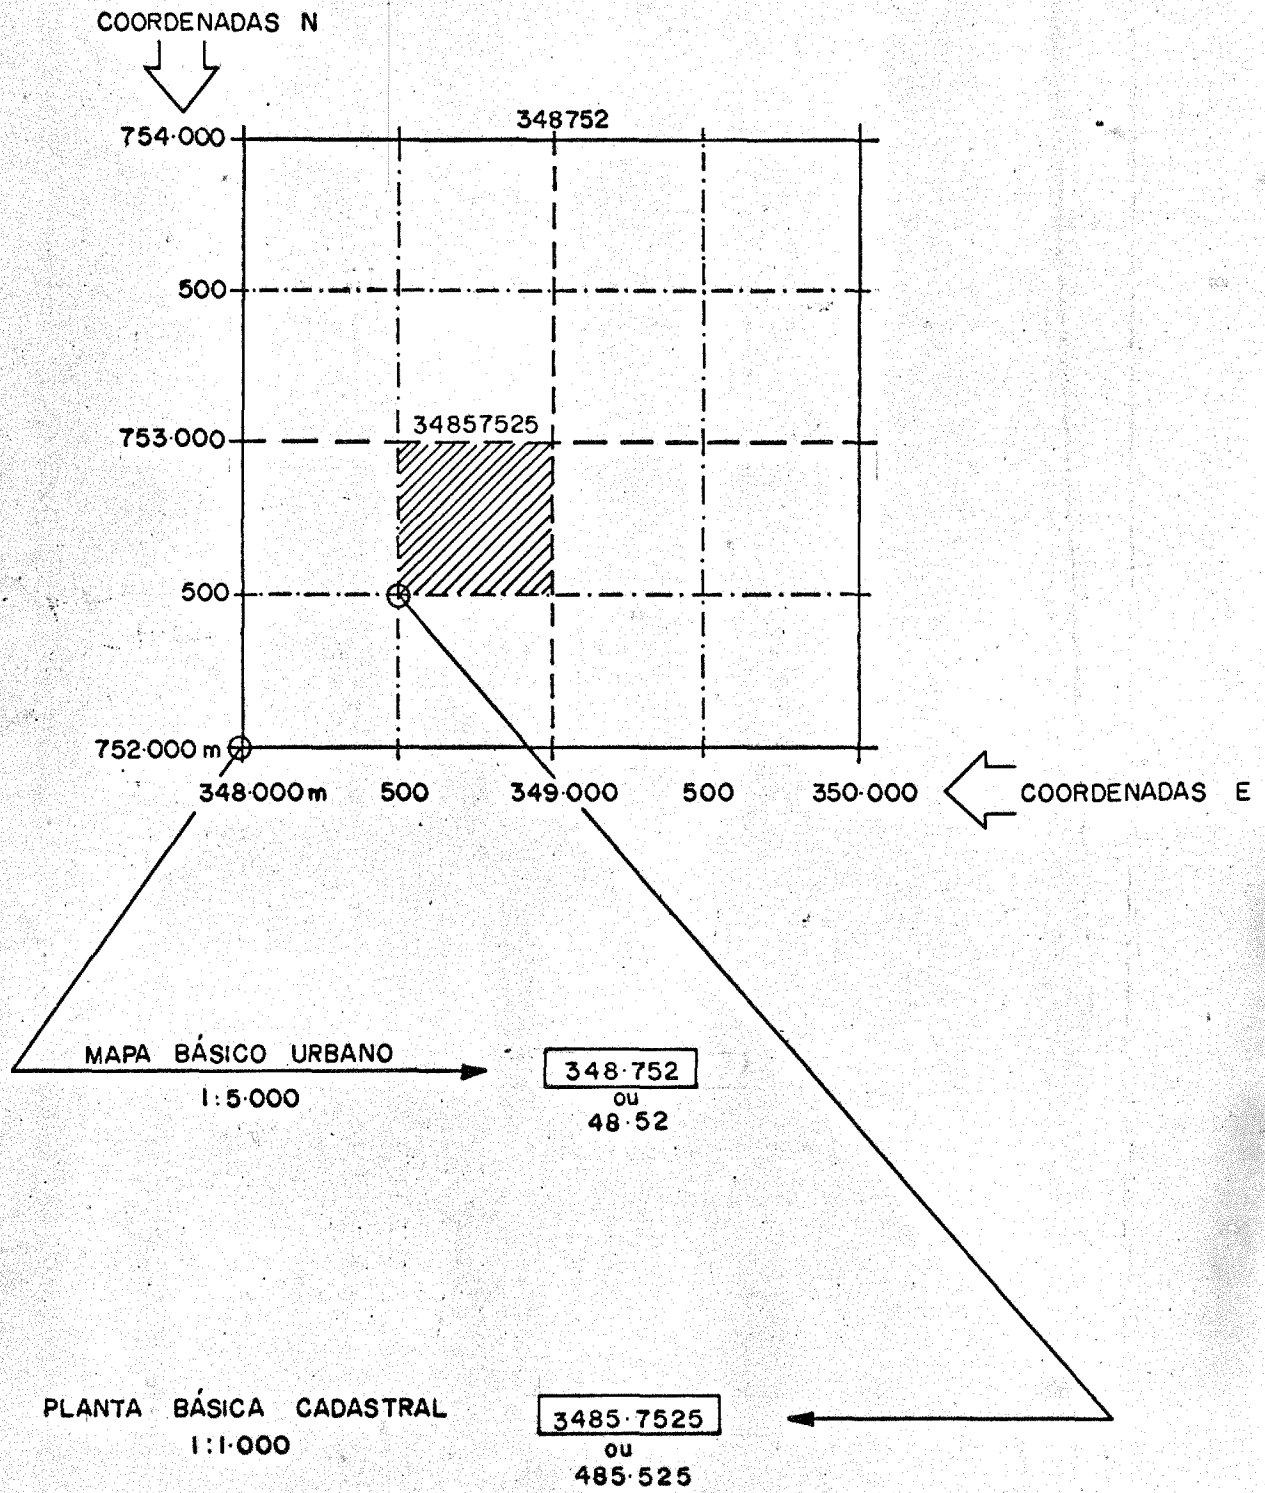 COORDENADAS N
348752
754.000
500
34857525
753.000
500
752.000 m
348.000 m 500 349.000 500 350.000
COORDENADAS E
MAPA BÁSICO URBANO
1:5.000
348.752
ou
48.52
PLANTA BÁSICA CADASTRAL
1:1.000
3485.7525
ou
485.525